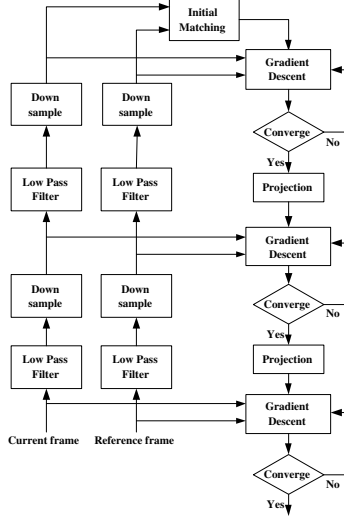 Initial
Matching
Gradient
Descent
Down
sample
Down
sample
Converge
No
Yes
Low Pass
Filter
Low Pass
Filter
Projection
Gradient
Descent
Down
sample
Down
sample
Converge
No
Yes
Low Pass
Filter
Low Pass
Filter
Projection
Gradient
Descent
Current frame
Reference frame
Converge
No
Yes